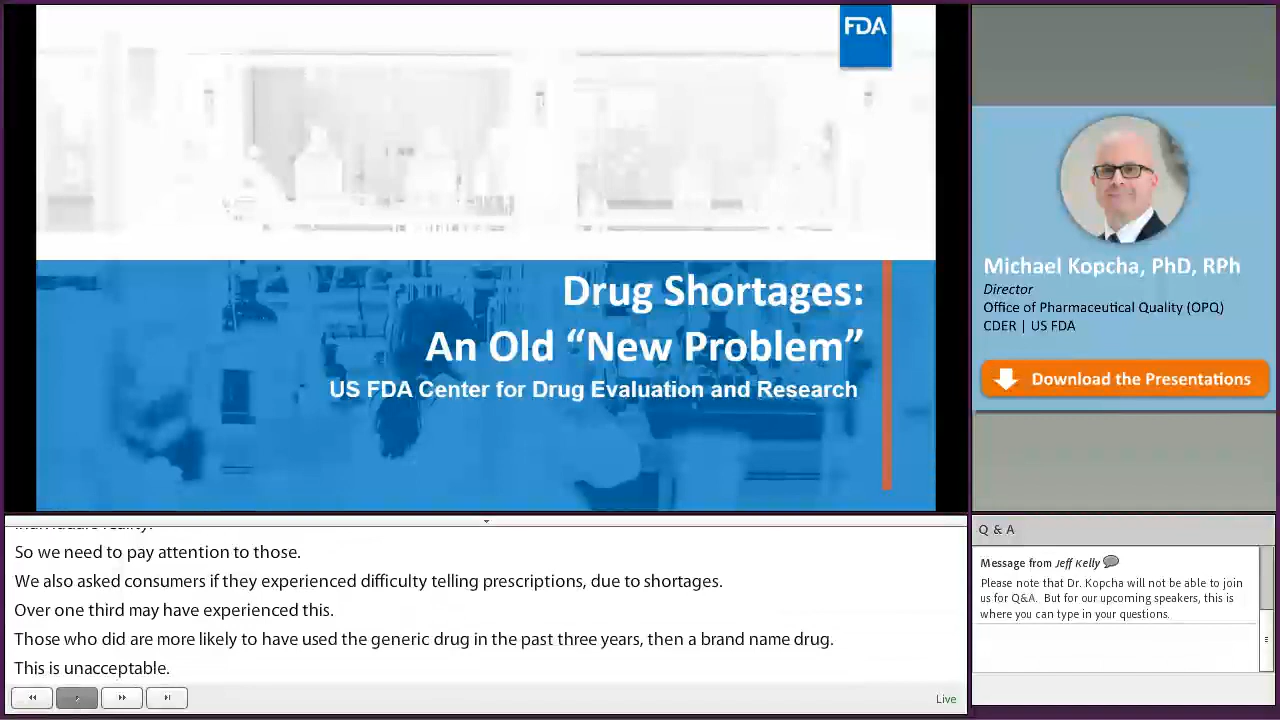 FDA
Drug Shortages:
An Old “New Problem”
US FDA Center for Drug Evaluation and Research
Michael Kopcha, PhD, RPh
Director
Office of Pharmaceutical Quality (OPQ)
CDER | US FDA
Download the Presentations
So we need to pay attention to those.
We also asked consumers if they experienced difficulty telling prescriptions, due to shortages.
Over one third may have experienced this.
Those who did are more likely to have used the generic drug in the past three years, then a brand name drug.
This is unacceptable.
Live
Q & A
Message from Jeff Kelly
Please note that Dr. Kopcha will not be able to join
us for Q&A. But for our upcoming speakers, this is
where you can type in your questions.